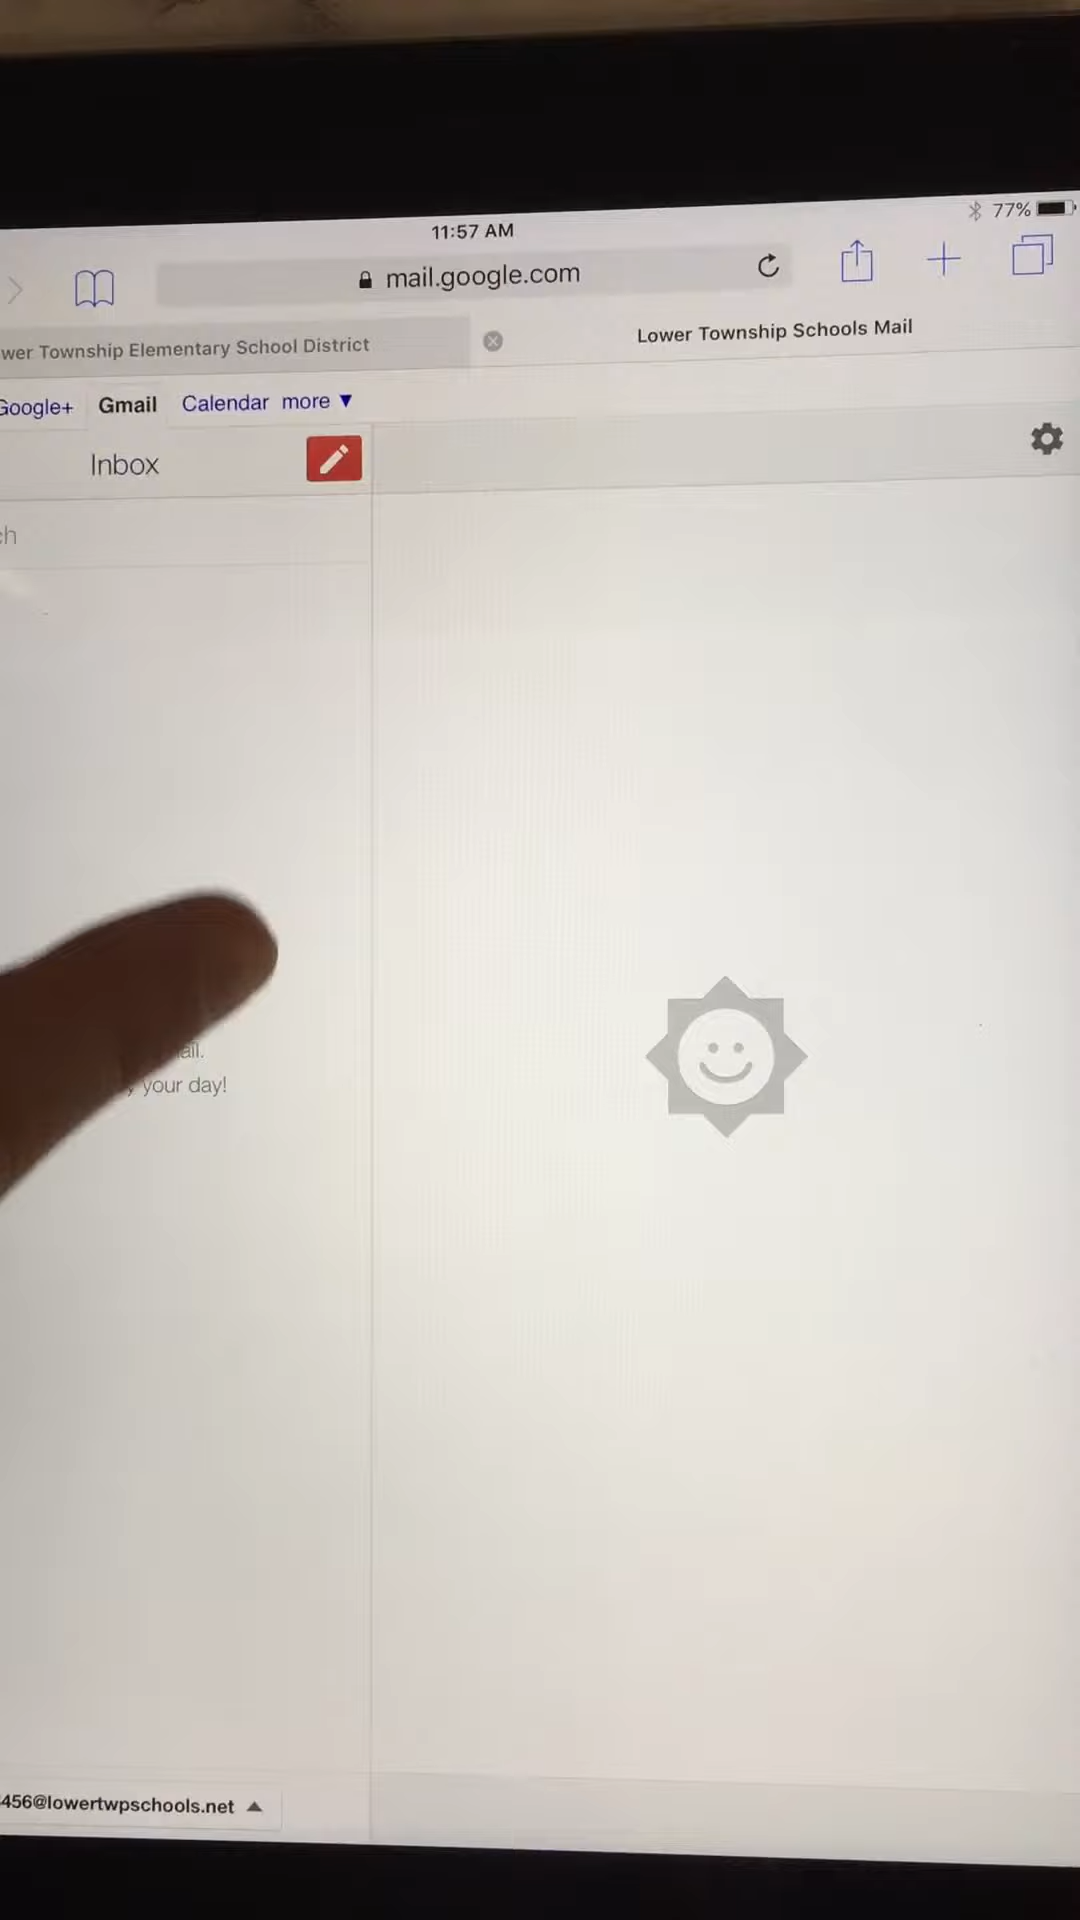 77%
11:57 AM
mail.google.com
wer Township Elementary School District
Lower Township Schools Mail
Google+ Gmail Calendar more ▼
Inbox
ch
ail.
your day!
456@lowertwpschools.net